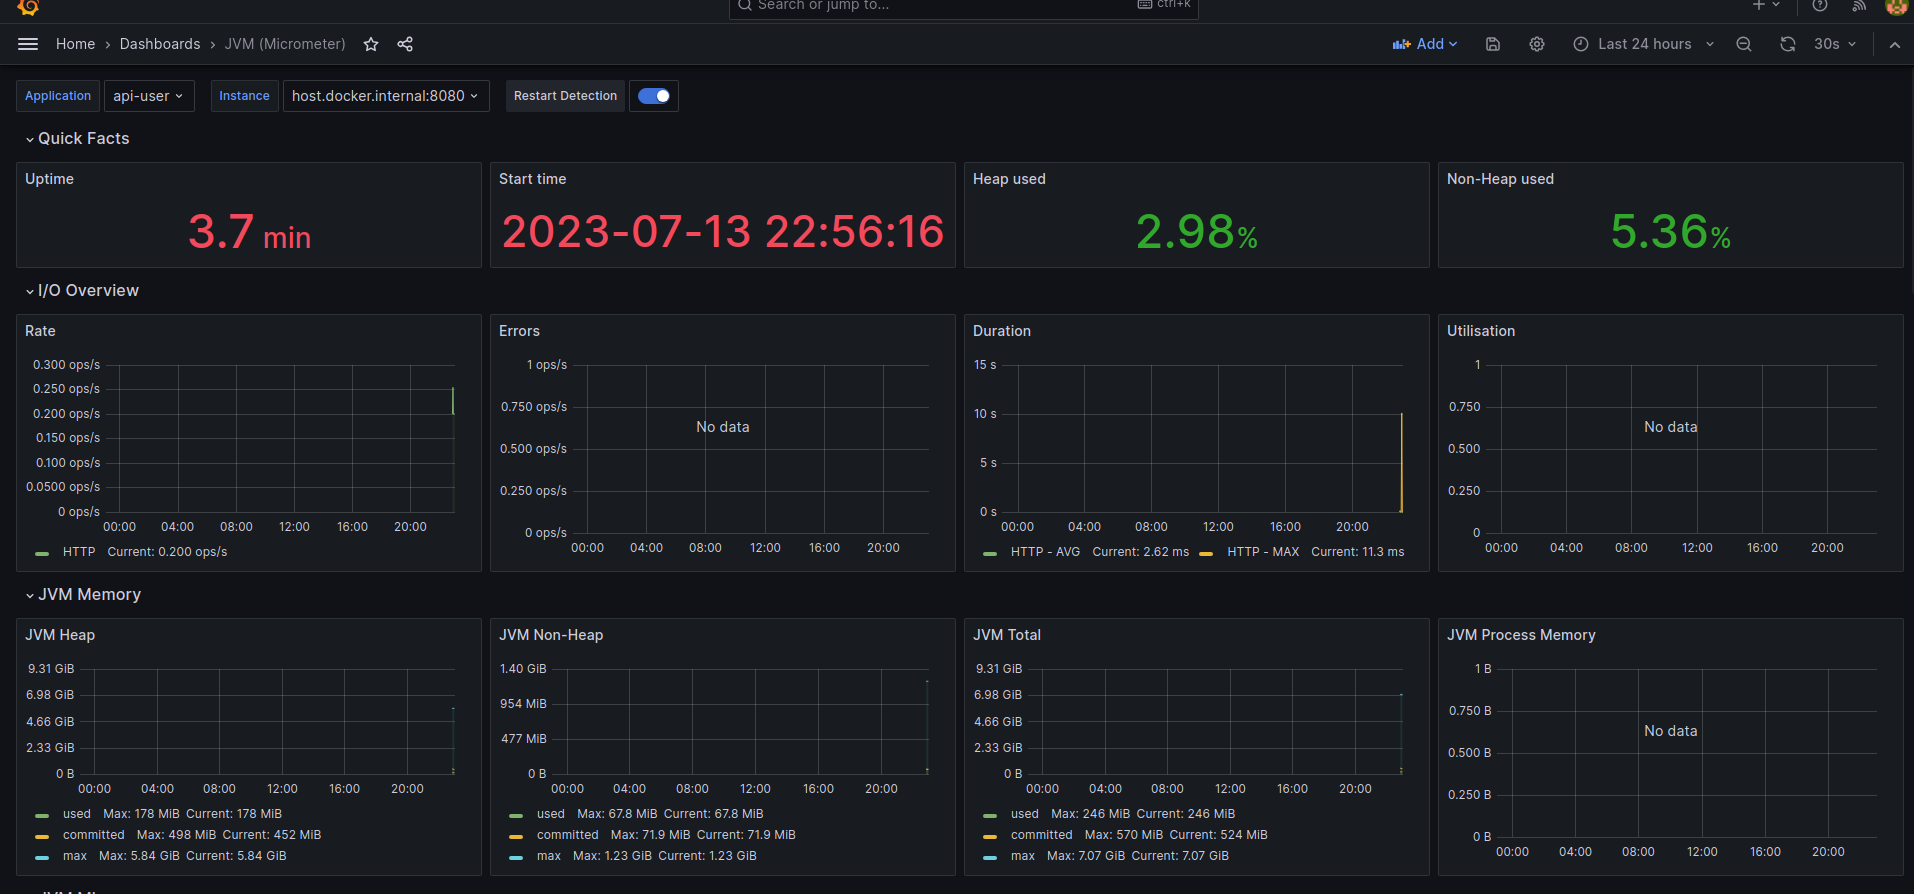 Search or jump to...
ctrl+k
Home › Dashboards › JVM (Micrometer)
Add
Last 24 hours
30s
Application
api-user
Instance
host.docker.internal:8080
Restart Detection
Quick Facts
Uptime
3.7 min
Start time
2023-07-13 22:56:16
Heap used
2.98%
Non-Heap used
5.36%
I/O Overview
Rate
0.300 ops/s
0.250 ops/s
0.200 ops/s
0.150 ops/s
0.100 ops/s
0.0500 ops/s
0 ops/s
00:00 04:00 08:00 12:00 16:00 20:00
HTTP Current: 0.200 ops/s
Errors
1 ops/s
0.750 ops/s
No data
0.500 ops/s
0.250 ops/s
0 ops/s
00:00 04:00 08:00 12:00 16:00 20:00
Duration
15 s
10 s
5 s
0 s
00:00 04:00 08:00 12:00 16:00 20:00
HTTP - AVG Current: 2.62 ms HTTP - MAX Current: 11.3 ms
Utilisation
1
0.750
No data
0.500
0.250
0
00:00 04:00 08:00 12:00 16:00 20:00
JVM Memory
JVM Heap
9.31 GiB
6.98 GiB
4.66 GiB
2.33 GiB
0 B
00:00 04:00 08:00 12:00 16:00 20:00
used Max: 178 MiB Current: 178 MiB
committed Max: 498 MiB Current: 452 MiB
max Max: 5.84 GiB Current: 5.84 GiB
JVM Non-Heap
1.40 GiB
954 MiB
477 MiB
0 B
00:00 04:00 08:00 12:00 16:00 20:00
used Max: 67.8 MiB Current: 67.8 MiB
committed Max: 71.9 MiB Current: 71.9 MiB
max Max: 1.23 GiB Current: 1.23 GiB
JVM Total
9.31 GiB
6.98 GiB
4.66 GiB
2.33 GiB
0 B
00:00 04:00 08:00 12:00 16:00 20:00
used Max: 246 MiB Current: 246 MiB
committed Max: 570 MiB Current: 524 MiB
max Max: 7.07 GiB Current: 7.07 GiB
JVM Process Memory
1 B
0.750 B
No data
0.500 B
0.250 B
0 B
00:00 04:00 08:00 12:00 16:00 20:00